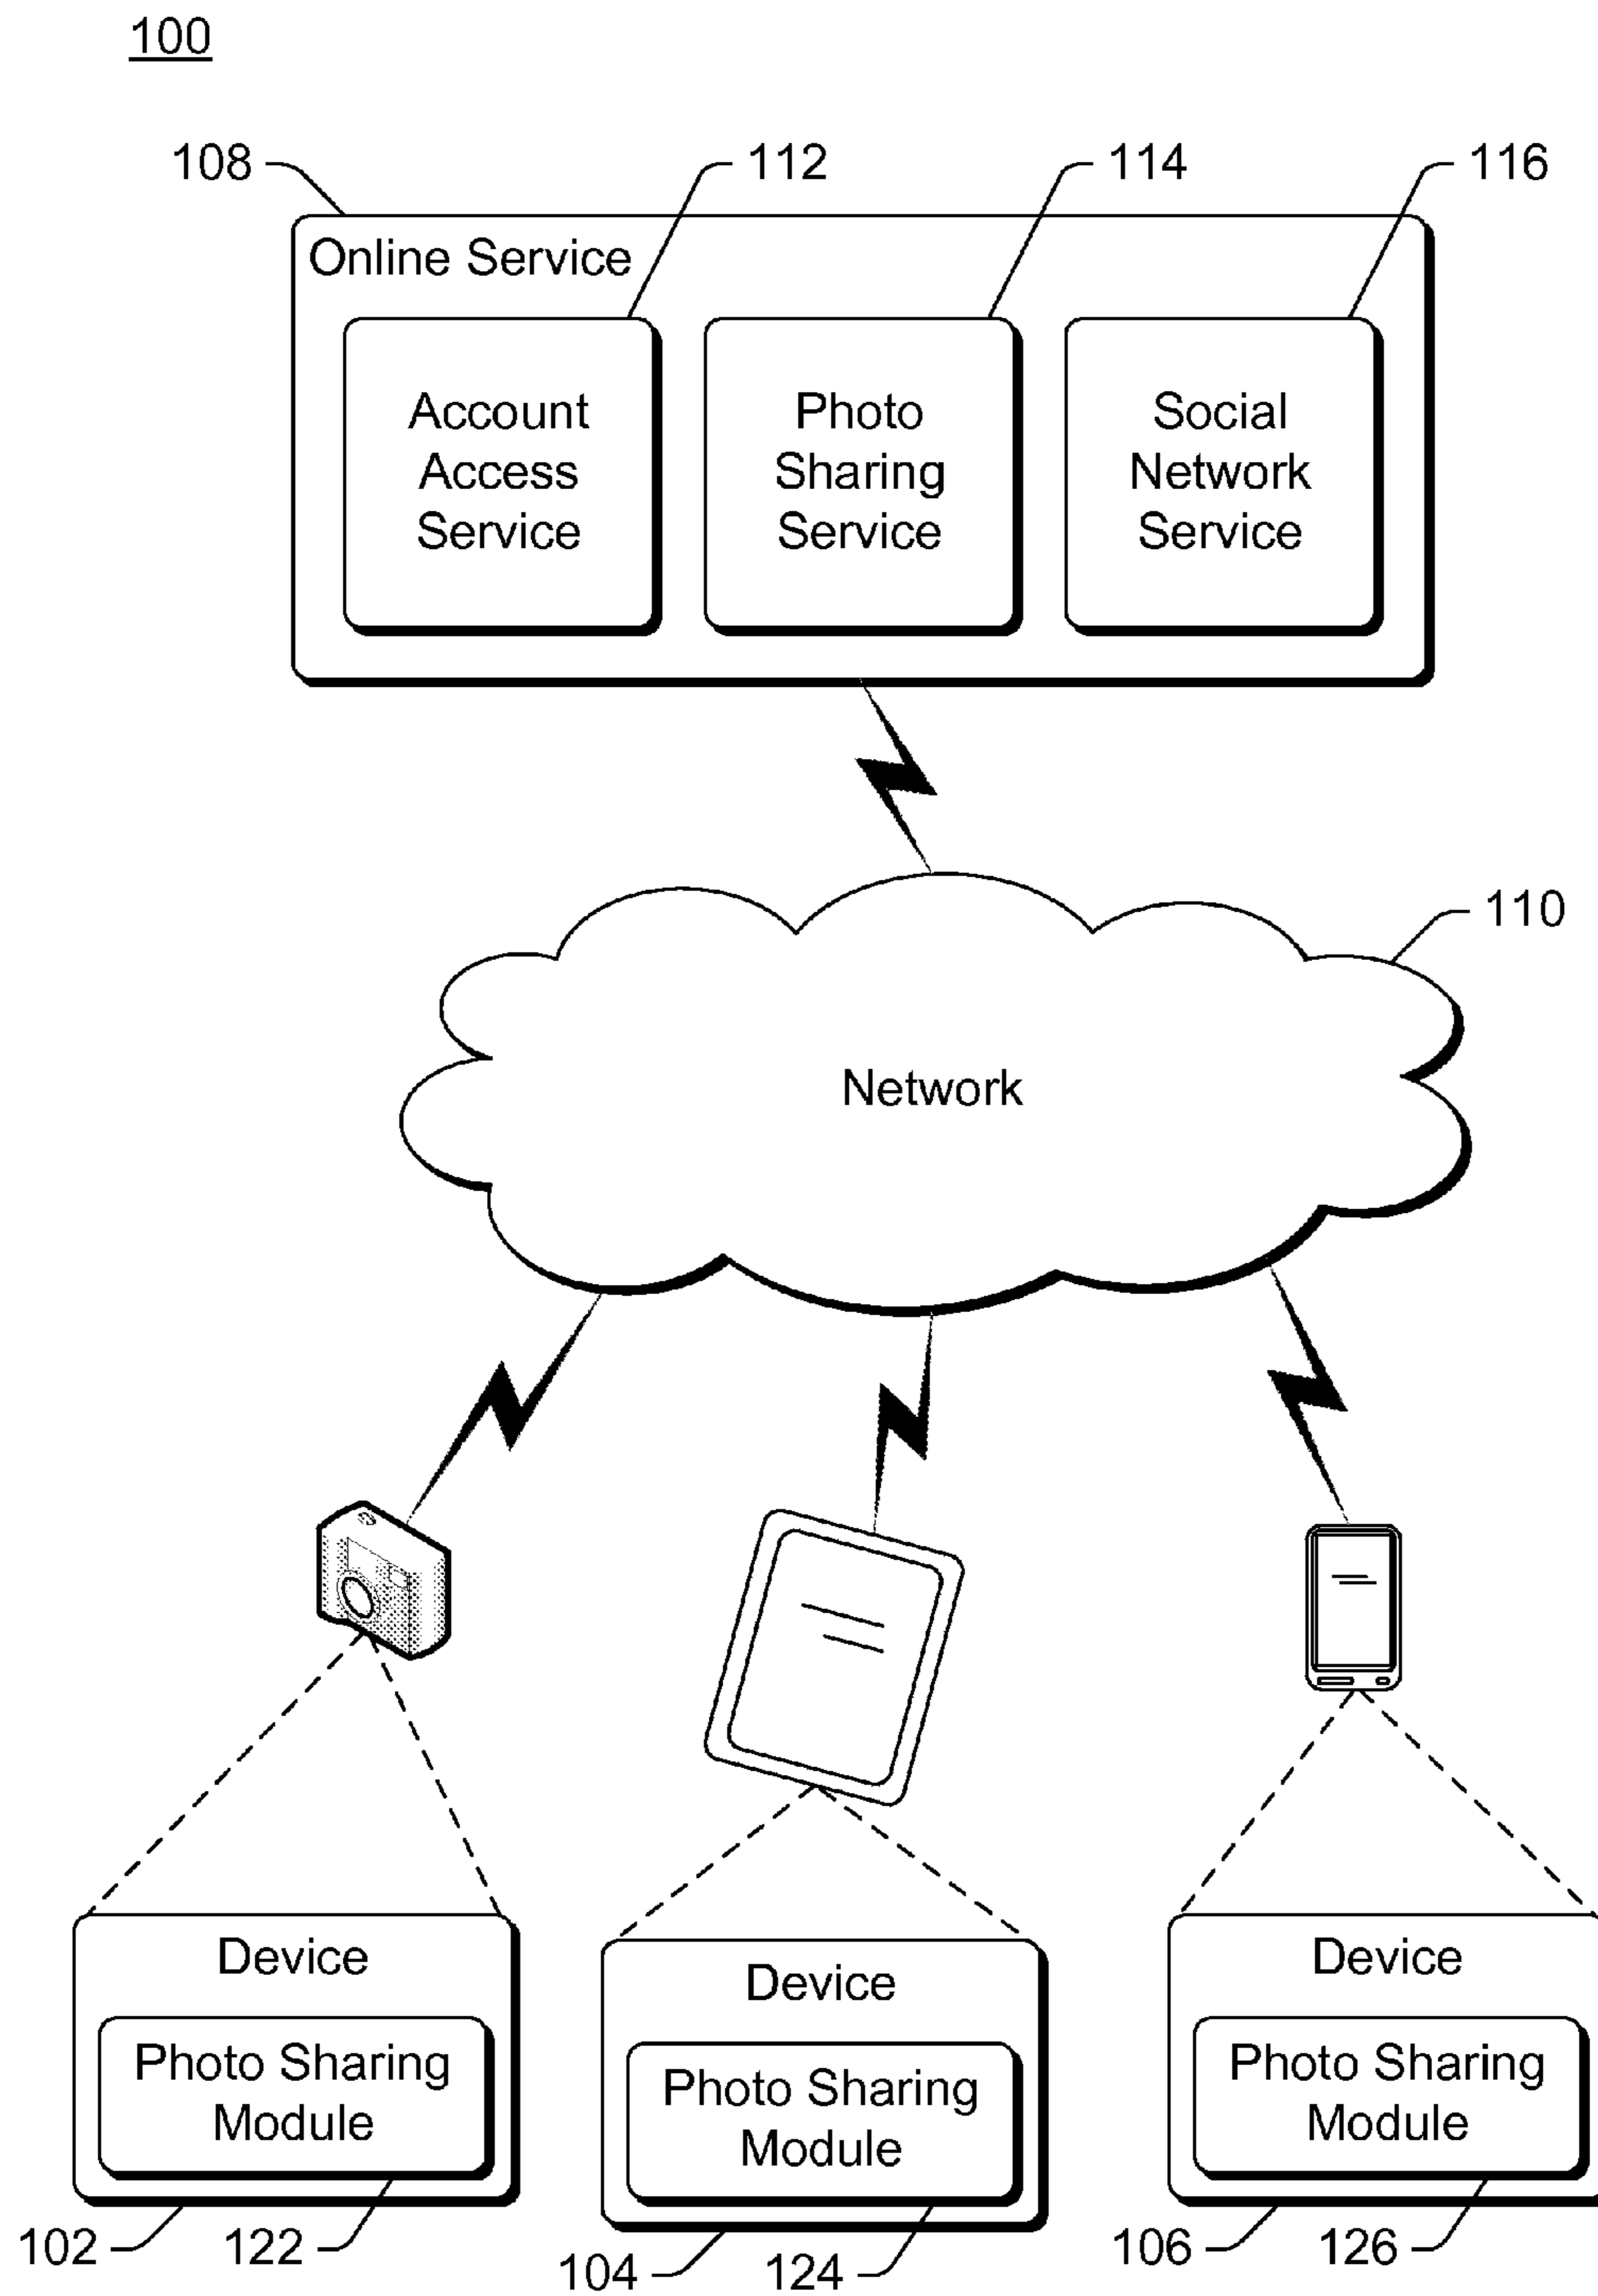 100
108
112
114
116
Online Service
Account
Access
Service
Photo
Sharing
Service
Social
Network
Service
110
Network
Device
Photo Sharing
Module
102
122
Device
Photo Sharing
Module
104
124
Device
Photo Sharing
Module
106
126